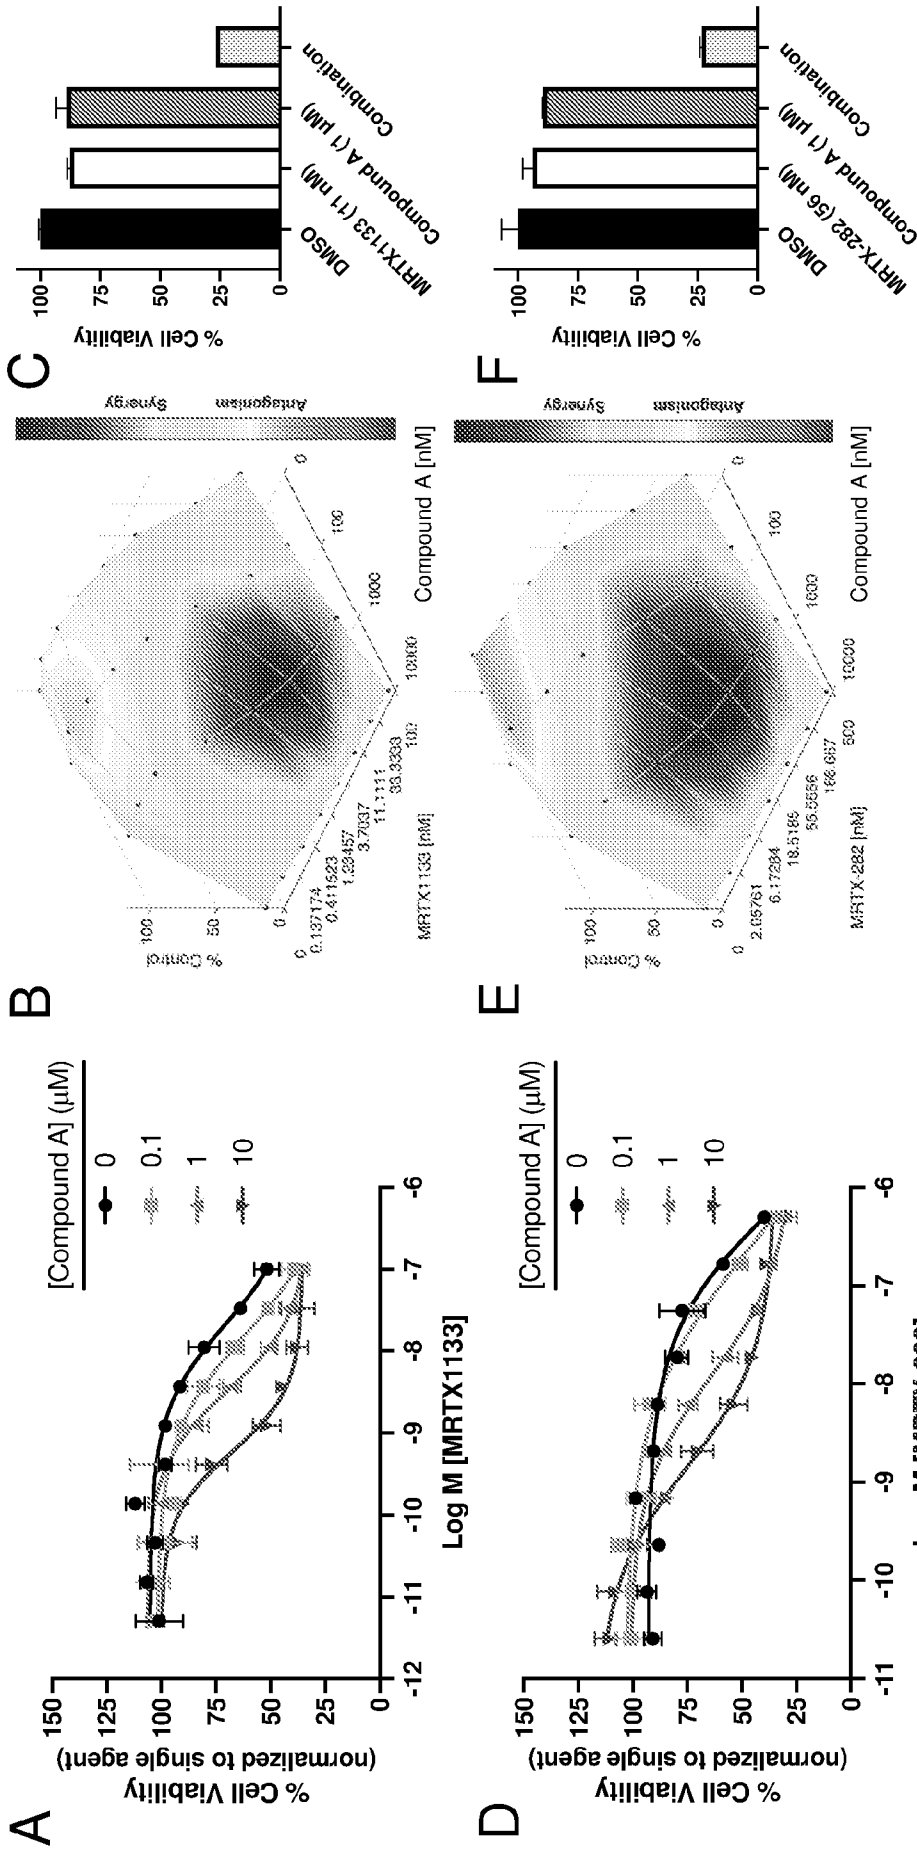 A
% Cell Viability
(normalized to single agent)
150
125
100
75
50
25
0
-12
-11
-10
-9
-8
-7
-6
Log M [MRTX1133]
[Compound A] (μM)
0
0.1
1
10
B
% Control
100
50
0
0
0.137174
0.411523
1.23457
3.7037
11.1111
33.3333
100
MRTX1133 [nM]
10000
1000
100
0
Compound A [nM]
Synergy
Antagonism
C
% Cell Viability
100
75
50
25
0
DMSO
MRTX1133 (11 nM)
Compound A (1 μM)
Combination
D
% Cell Viability
(normalized to single agent)
150
125
100
75
50
25
0
-11
-10
-9
-8
-7
-6
[Compound A] (μM)
0
0.1
1
10
E
% Control
100
50
0
0
2.05761
6.17284
18.5185
55.5556
166.667
500
MRTX-282 [nM]
10000
1000
100
0
Compound A [nM]
Synergy
Antagonism
F
% Cell Viability
100
75
50
25
0
DMSO
MRTX-282 (56 nM)
Compound A (1 μM)
Combination